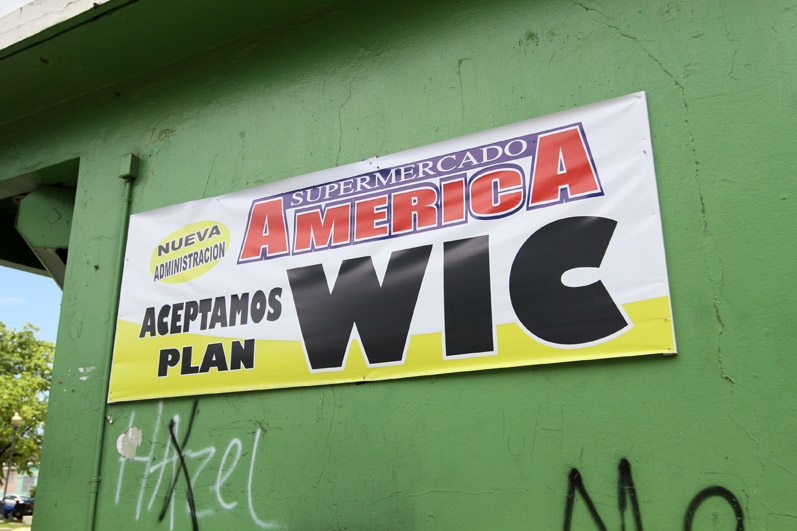 SUPERMERCADO
AMERICA
NUEVA
ADMINISTRACION
ACEPTAMOS
PLAN
WIC
Hazel